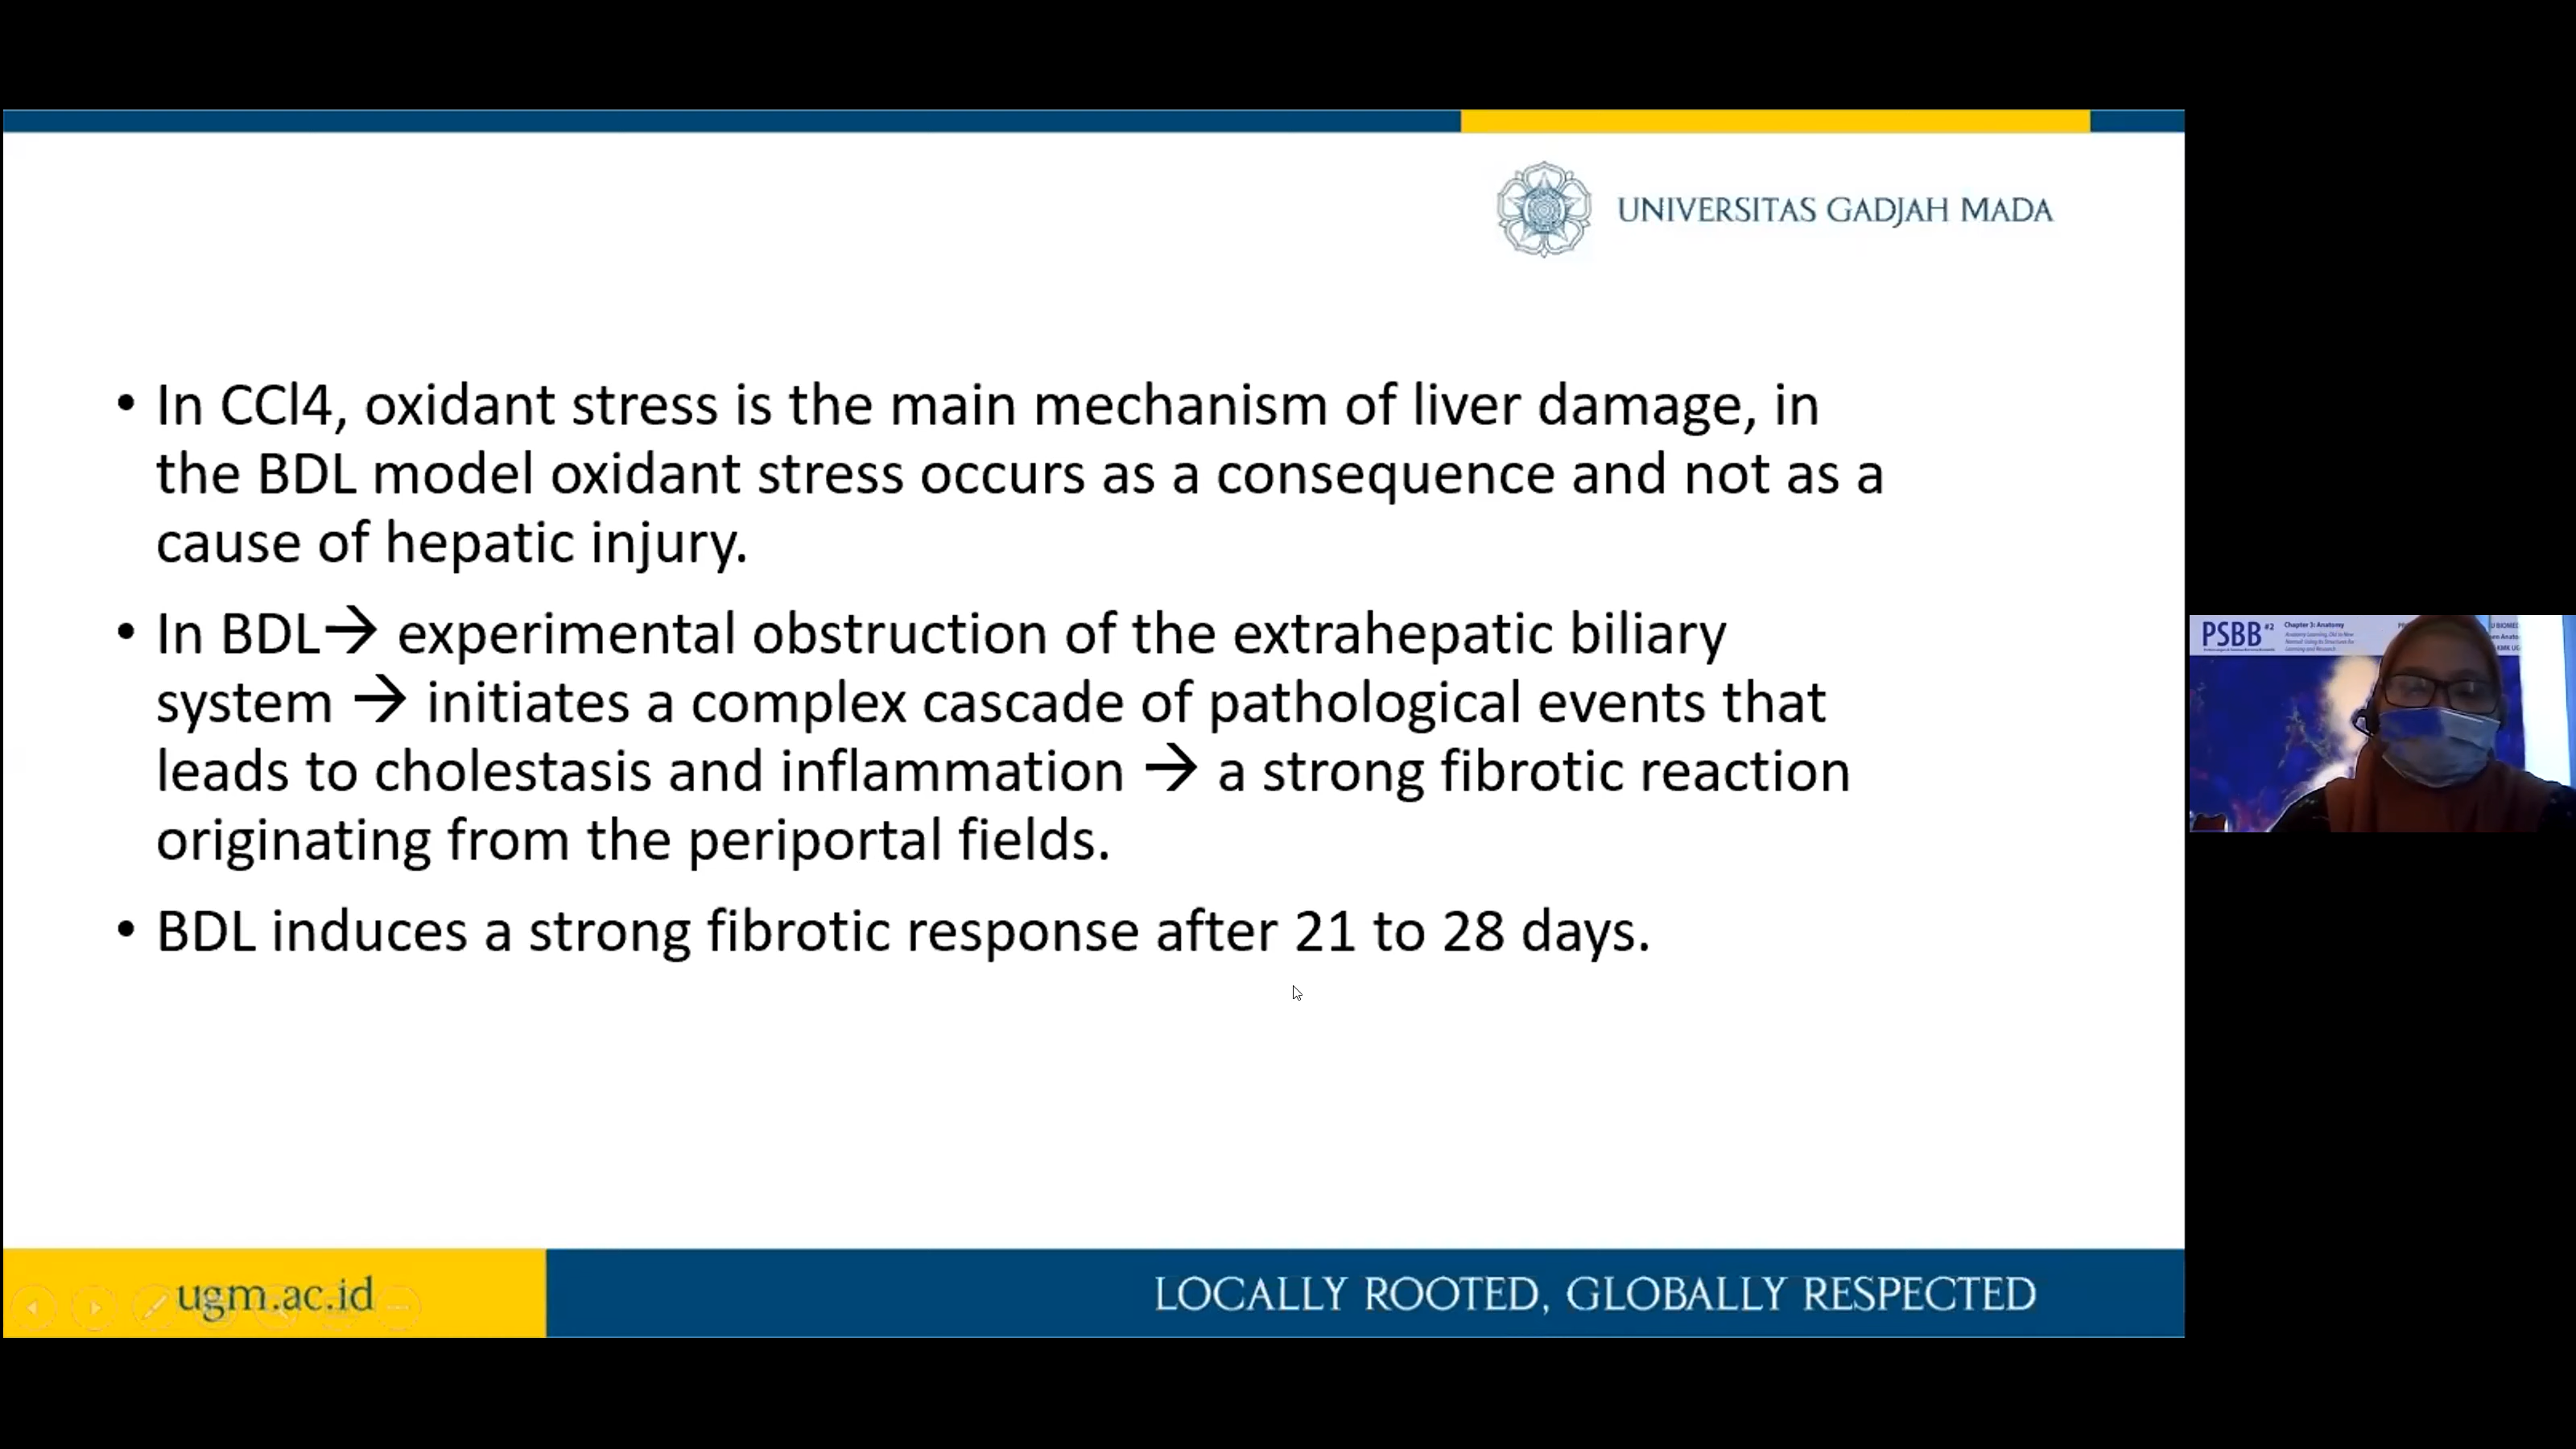 UNIVERSITAS GADJAH MADA
• In CCl4, oxidant stress is the main mechanism of liver damage, in
the BDL model oxidant stress occurs as a consequence and not as a
cause of hepatic injury.
• In BDL→ experimental obstruction of the extrahepatic biliary
system → initiates a complex cascade of pathological events that
leads to cholestasis and inflammation → a strong fibrotic reaction
originating from the periportal fields.
• BDL induces a strong fibrotic response after 21 to 28 days.
PSBB #2
Chapter 3: Anatomy
ugm.ac.id
LOCALLY ROOTED, GLOBALLY RESPECTED